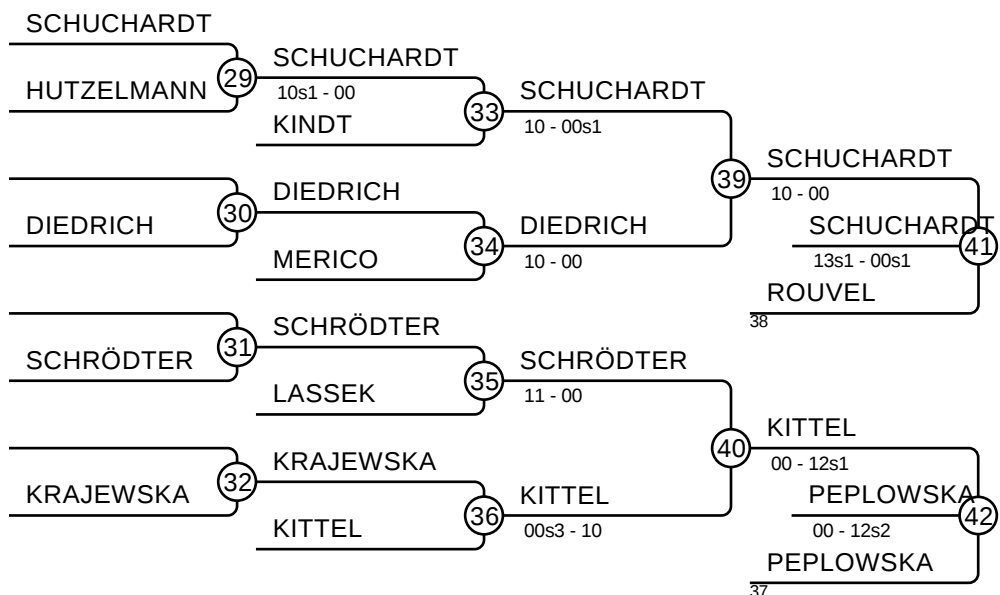 SCHUCHARDT
HUTZELMANN
29
SCHUCHARDT
10s1 - 00
KINDT
33
SCHUCHARDT
10 - 00s1
DIEDRICH
30
DIEDRICH
MERICO
34
DIEDRICH
10 - 00
39
SCHUCHARDT
10 - 00
SCHUCHARDT
13s1 - 00s1
41
ROUVEL
38
SCHRÖDTER
31
SCHRÖDTER
LASSEK
35
SCHRÖDTER
11 - 00
KRAJEWSKA
32
KRAJEWSKA
KITTEL
36
KITTEL
00s3 - 10
40
KITTEL
00 - 12s1
PEPLOWSKA
00 - 12s2
42
PEPLOWSKA
37